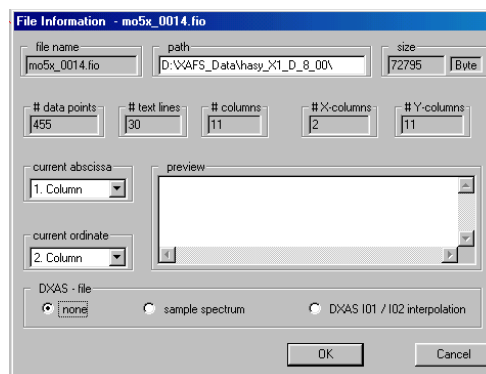 File Information - mo5x_0014.fio
file name path size
mo5x_0014.fio D:\XAFS_Data\hasy_X1_D_8_00\ 72795 Byte
# data points # text lines # columns # X-columns # Y-columns
455 30 11 2 11
current abscissa preview
1. Column
current ordinate
2. Column
DXAS - file
none sample spectrum DXAS I01 / I02 interpolation
OK Cancel